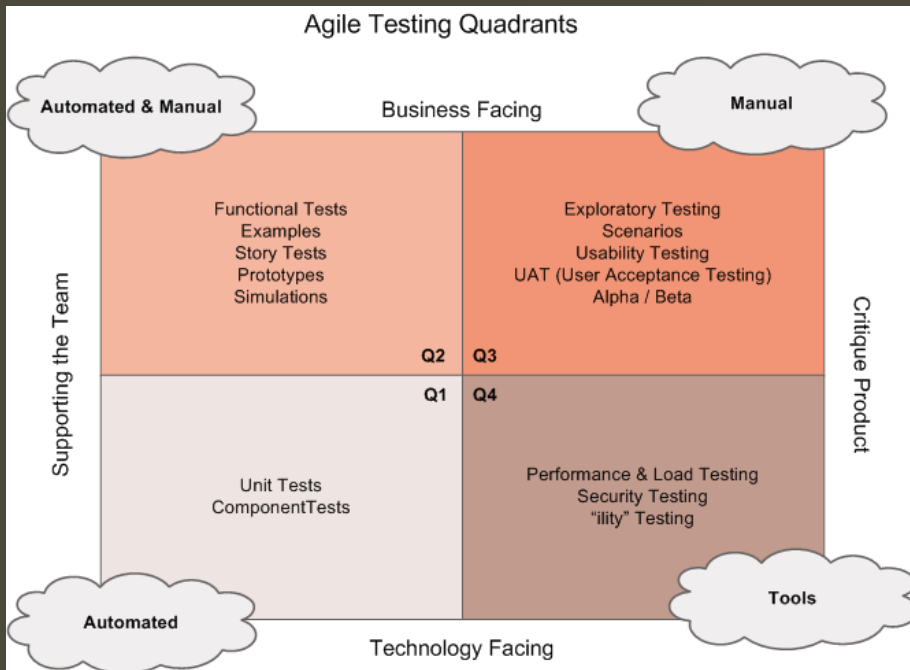 Agile Testing Quadrants
Automated & Manual
Business Facing
Manual
Functional Tests
Examples
Story Tests
Prototypes
Simulations
Q2
Exploratory Testing
Scenarios
Usability Testing
UAT (User Acceptance Testing)
Alpha / Beta
Q3
Supporting the Team
Critique Product
Q1
Unit Tests
ComponentTests
Q4
Performance & Load Testing
Security Testing
“ility” Testing
Automated
Technology Facing
Tools